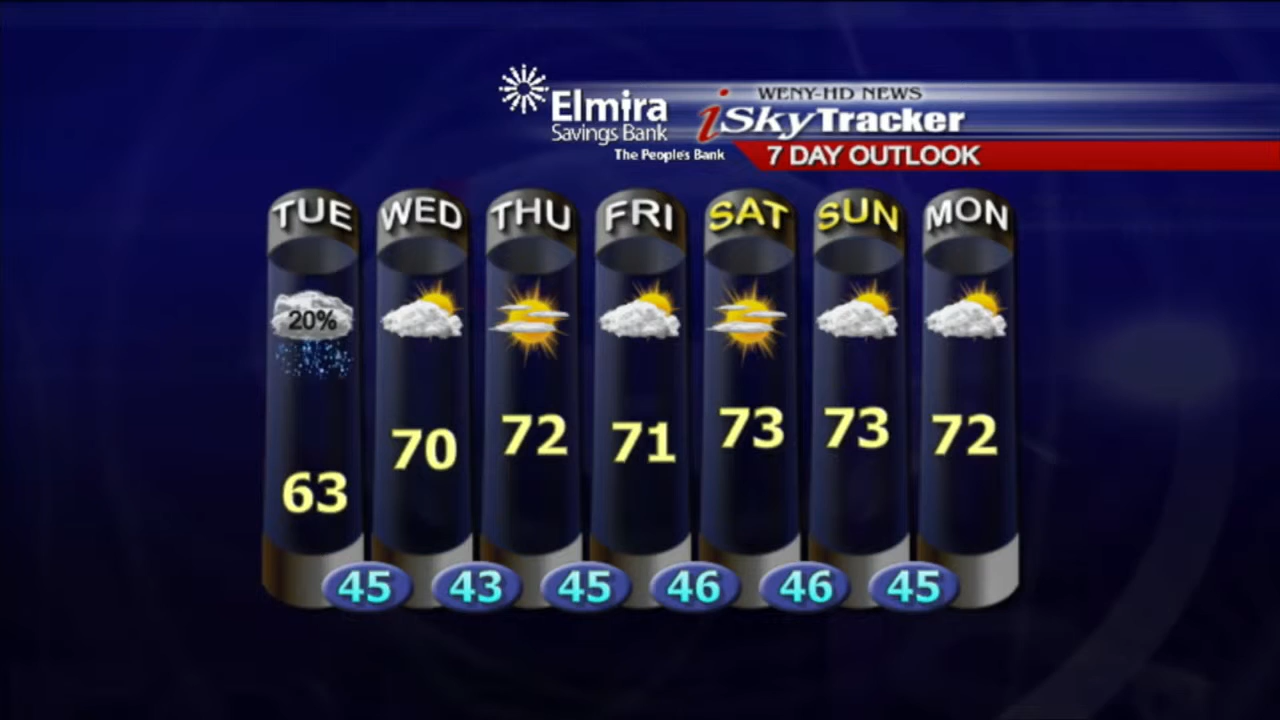 WENY-HD NEWS
Elmira
iSkyTracker
Savings Bank
The People's Bank
7 DAY OUTLOOK
TUE WED THU FRI SAT SUN MON
20%
63 70 72 71 73 73 72
45 43 45 46 46 45